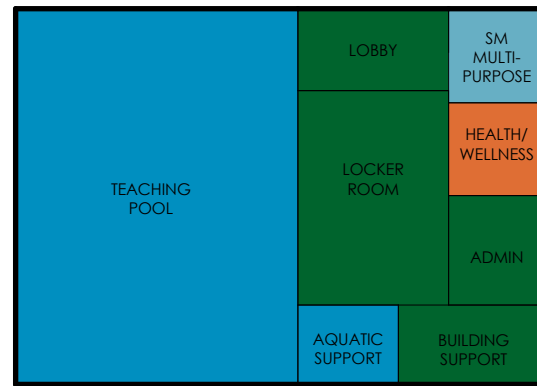 TEACHING
POOL
LOBBY
LOCKER
ROOM
SM
MULTI-
PURPOSE
HEALTH/
WELLNESS
ADMIN
AQUATIC
SUPPORT
BUILDING
SUPPORT